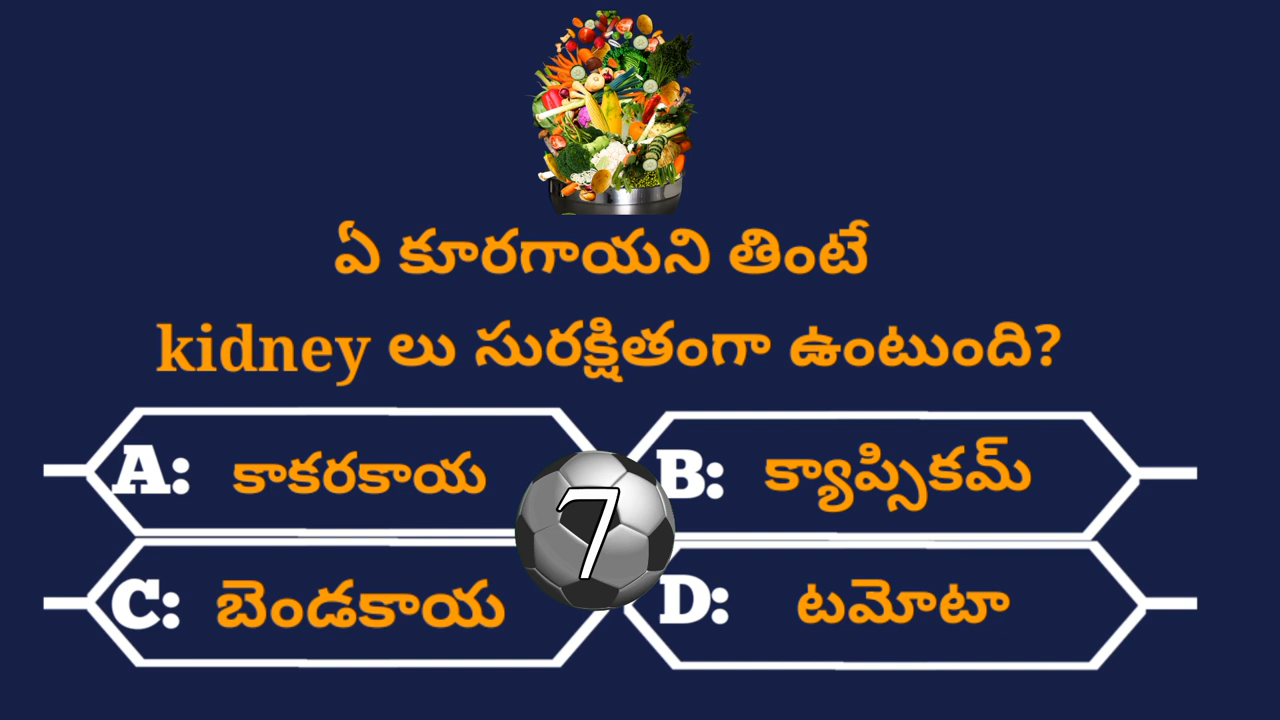 ఏ కూరగాయని తింటే
kidney లు సురక్షితంగా ఉంటుంది?
A: కాకరకాయ
B: క్యాప్సికమ్
7
C: బెండకాయ
D: టమోటా